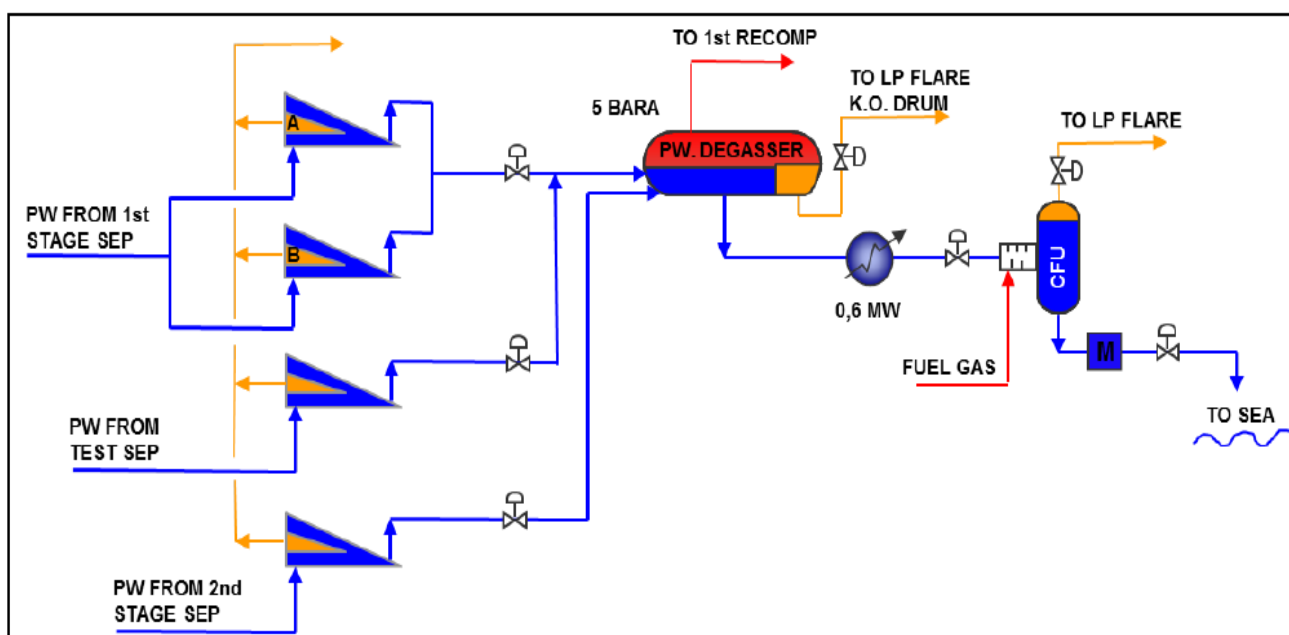 TO 1st RECOMP
5 BARA
TO LP FLARE
K.O. DRUM
TO LP FLARE
A
PW. DEGASSER
PW FROM 1st
STAGE SEP
B
CFU
0,6 MW
FUEL GAS
M
TO SEA
PW FROM
TEST SEP
PW FROM 2nd
STAGE SEP